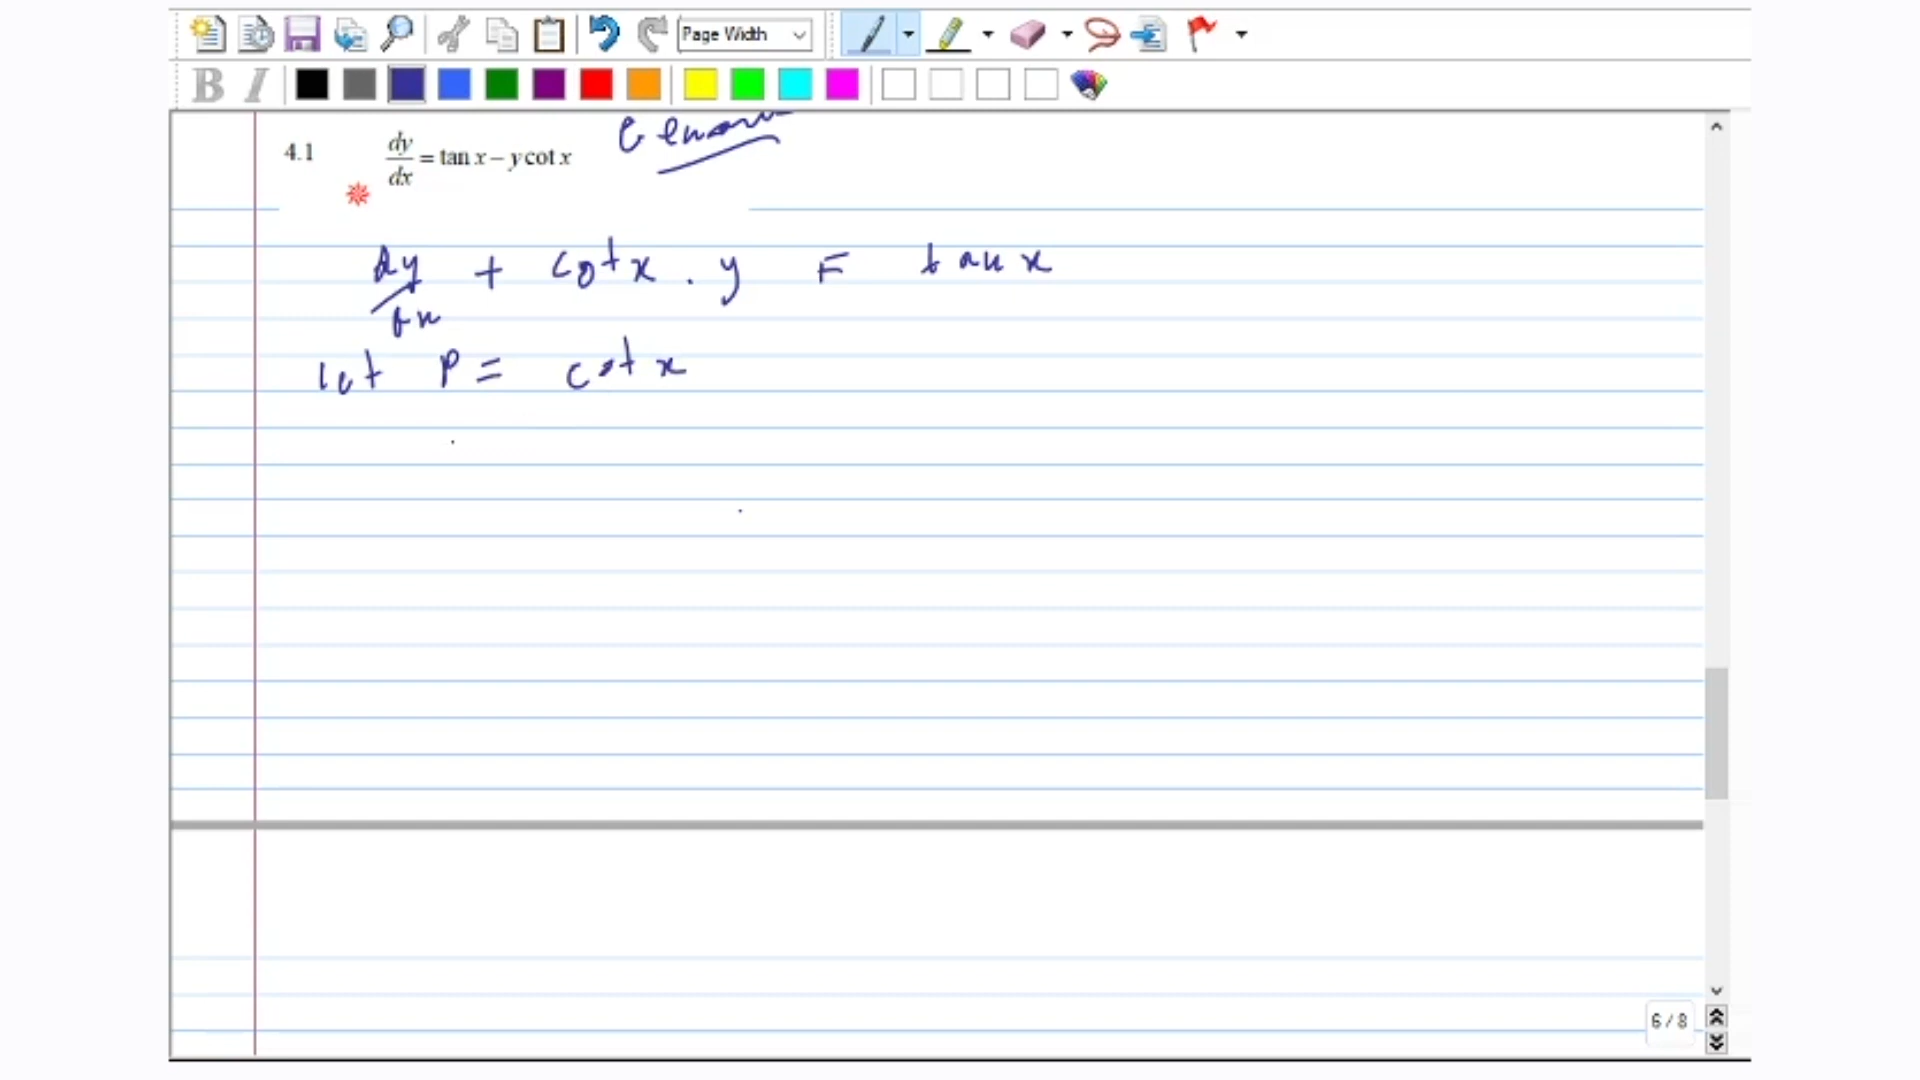 Page Width
B I
4.1 dy/dx = tan x − y cot x
dy/dx + cot x . y = tan x
let P = cot x
6 / 8